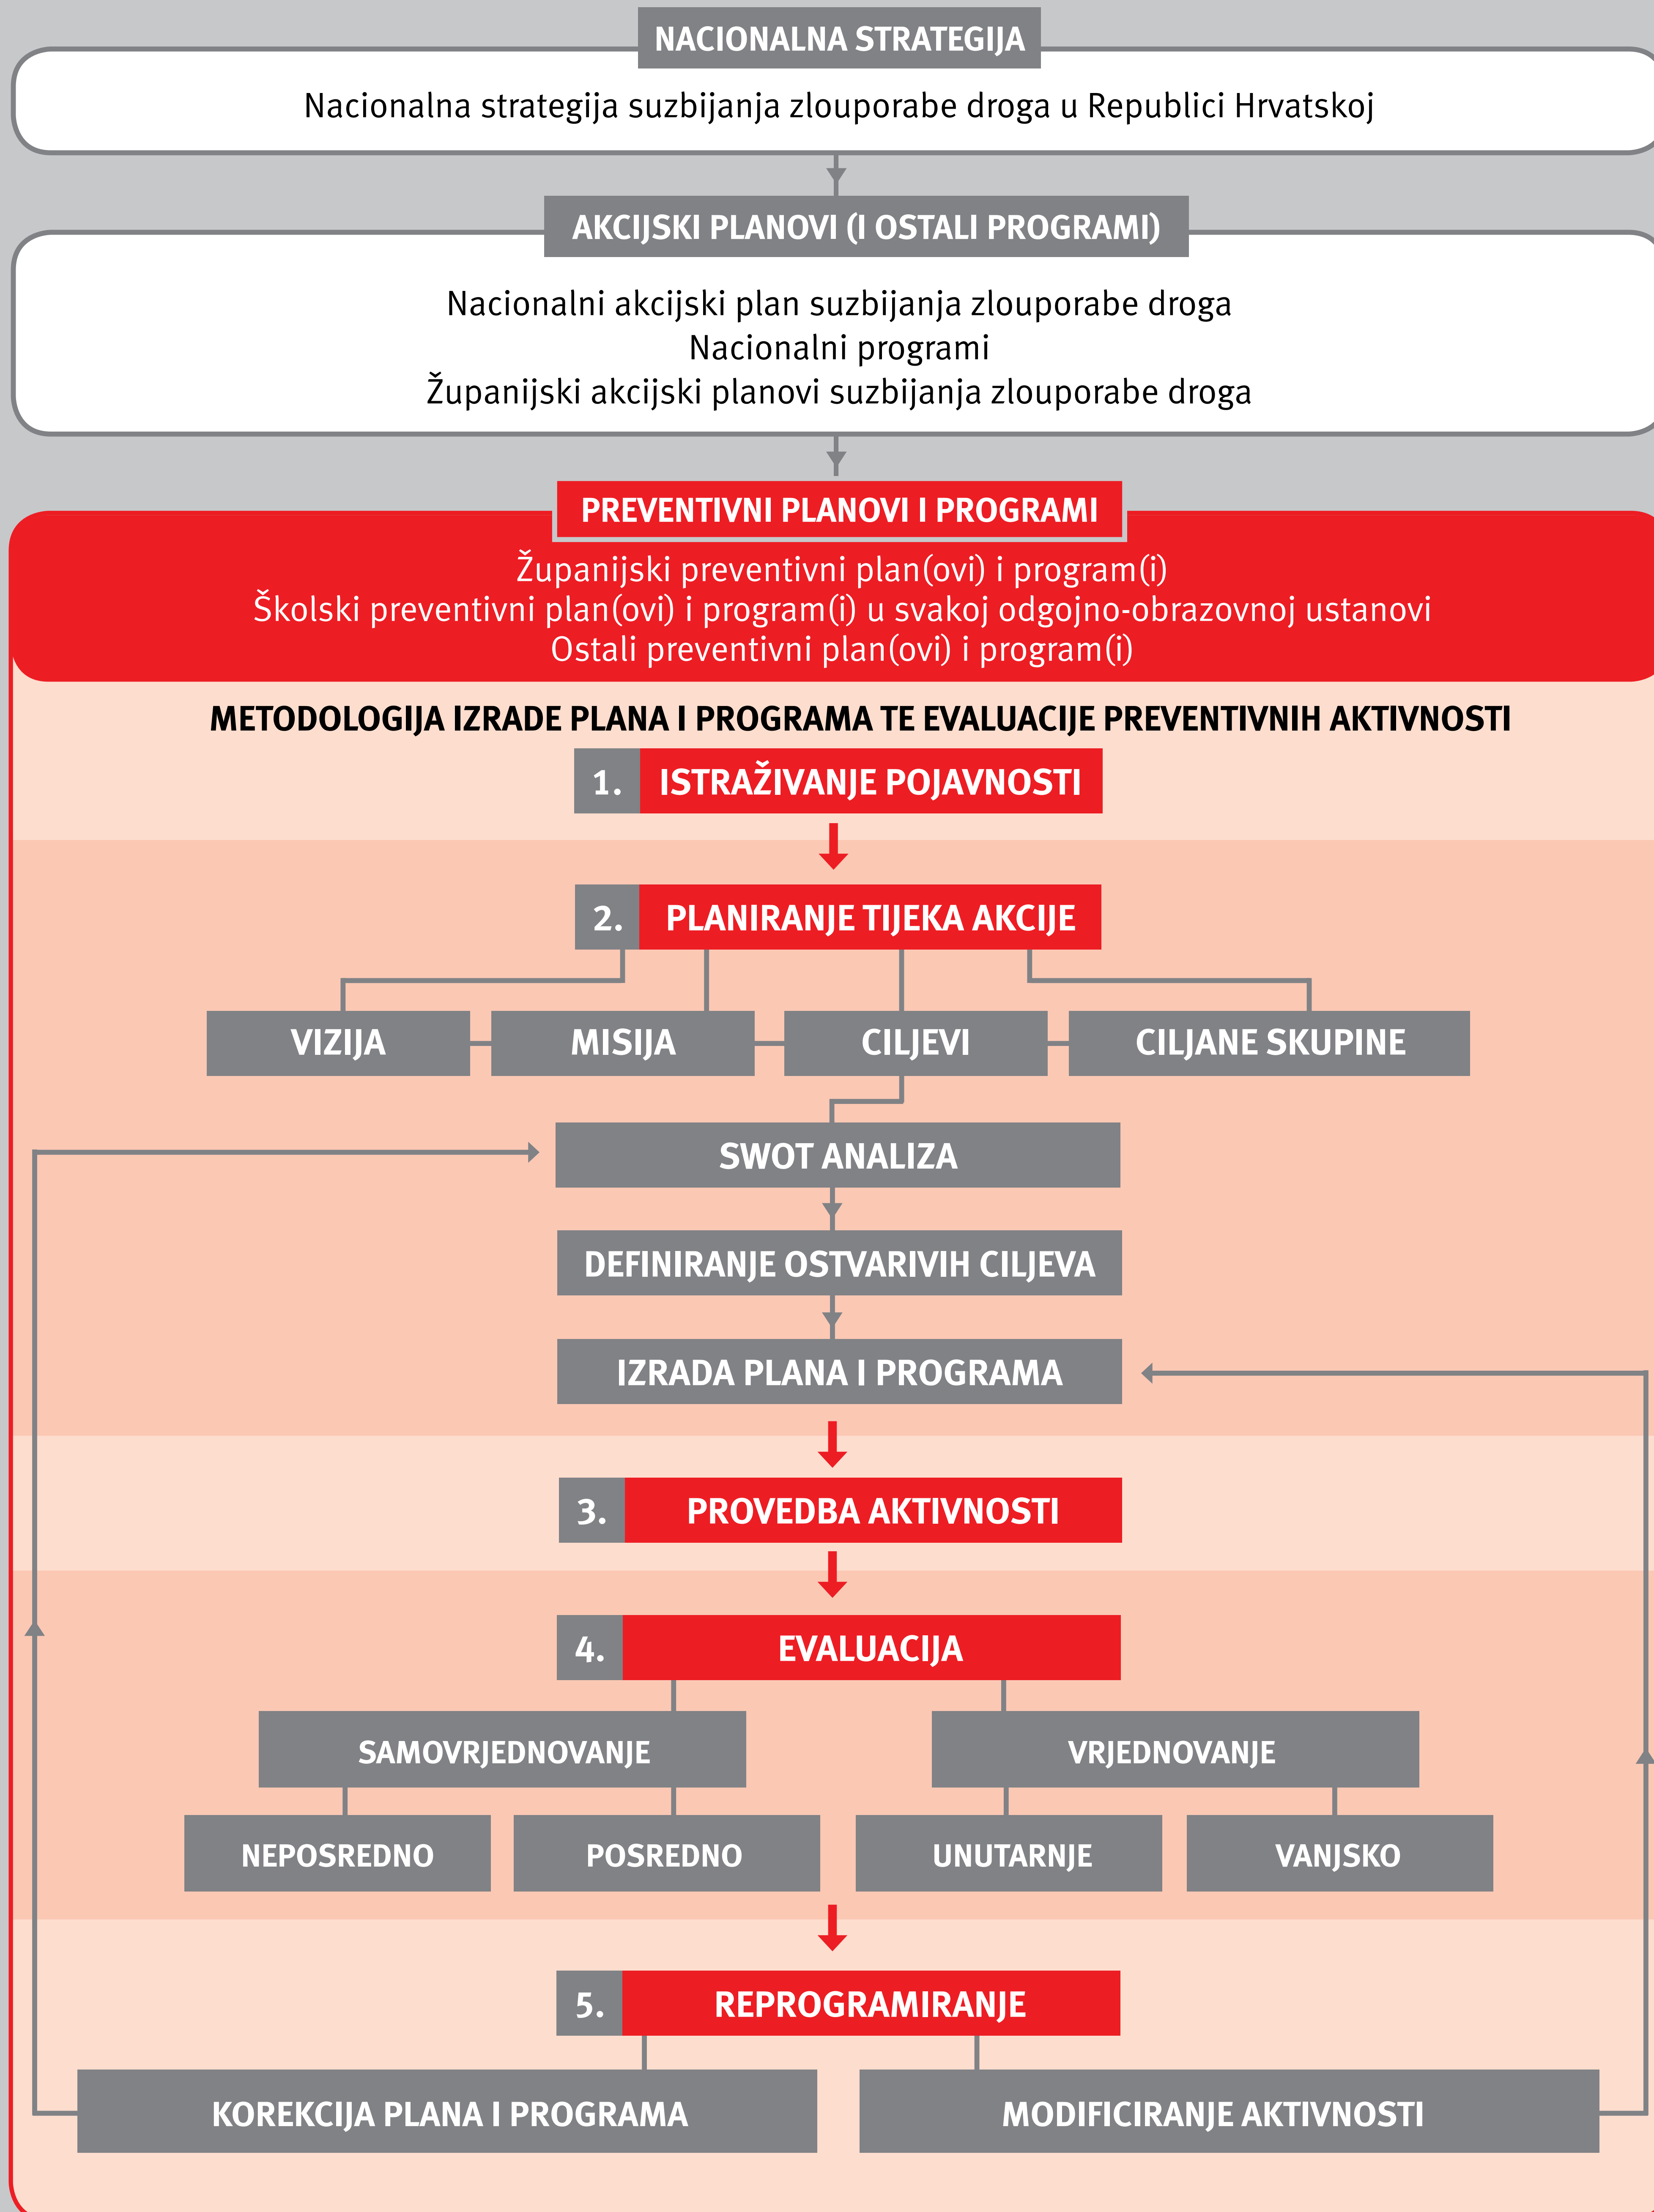 NACIONALNA STRATEGIJA
Nacionalna strategija suzbijanja zlouporabe droga u Republici Hrvatskoj
AKCIJSKI PLANOVI (I OSTALI PROGRAMI)
Nacionalni akcijski plan suzbijanja zlouporabe droga
Nacionalni programi
Županijski akcijski planovi suzbijanja zlouporabe droga
PREVENTIVNI PLANOVI I PROGRAMI
Županijski preventivni plan(ovi) i program(i)
Školski preventivni plan(ovi) i program(i) u svakoj odgojno-obrazovnoj ustanovi
Ostali preventivni plan(ovi) i program(i)
METODOLOGIJA IZRADE PLANA I PROGRAMA TE EVALUACIJE PREVENTIVNIH AKTIVNOSTI
1. ISTRAŽIVANJE POJAVNOSTI
2. PLANIRANJE TIJEKA AKCIJE
VIZIJA MISIJA CILJEVI CILJANE SKUPINE
SWOT ANALIZA
DEFINIRANJE OSTVARIVIH CILJEVA
IZRADA PLANA I PROGRAMA
3. PROVEDBA AKTIVNOSTI
4. EVALUACIJA
SAMOVRJEDNOVANJE VRJEDNOVANJE
NEPOSREDNO POSREDNO UNUTARNJE VANJSKO
5. REPROGRAMIRANJE
KOREKCIJA PLANA I PROGRAMA MODIFICIRANJE AKTIVNOSTI